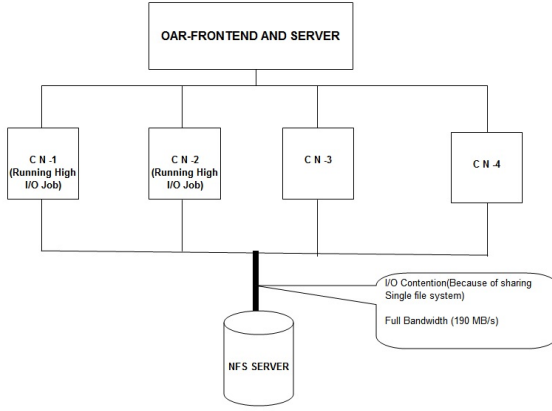 OAR-FRONTEND AND SERVER
C N -1
(Running High
I/O Job)
C N -2
(Running High
I/O Job)
C N -3
C N -4
I/O Contention(Because of sharing
Single file system)
Full Bandwidth (190 MB/s)
NFS SERVER